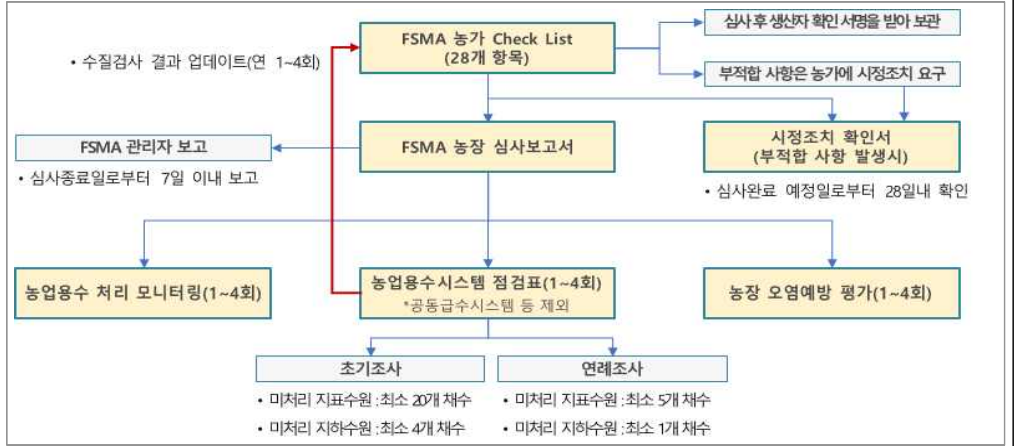 FSMA 농가 Check List
(28개 항목)
심사 후 생산자 확인 서명을 받아 보관
부적합 사항은 농가에 시정조치 요구
• 수질검사 결과 업데이트(연 1~4회)
FSMA 관리자 보고
• 심사종료일로부터 7일 이내 보고
FSMA 농장 심사보고서
시정조치 확인서
(부적합 사항 발생시)
• 심사완료 예정일로부터 28일내 확인
농업용수 처리 모니터링(1~4회)
농업용수시스템 점검표(1~4회)
*공동급수시스템 등 제외
농장 오염예방 평가(1~4회)
초기조사
• 미처리 지표수원 : 최소 20개 채수
• 미처리 지하수원 : 최소 4개 채수
연례조사
• 미처리 지표수원 : 최소 5개 채수
• 미처리 지하수원 : 최소 1개 채수